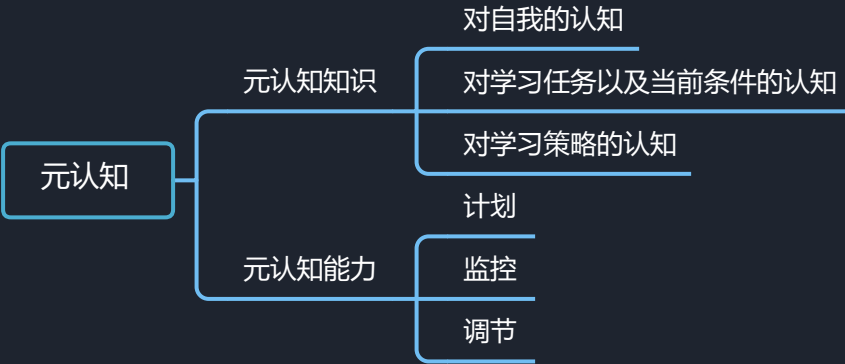 元认知
元认知知识
对自我的认知
对学习任务以及当前条件的认知
对学习策略的认知
元认知能力
计划
监控
调节